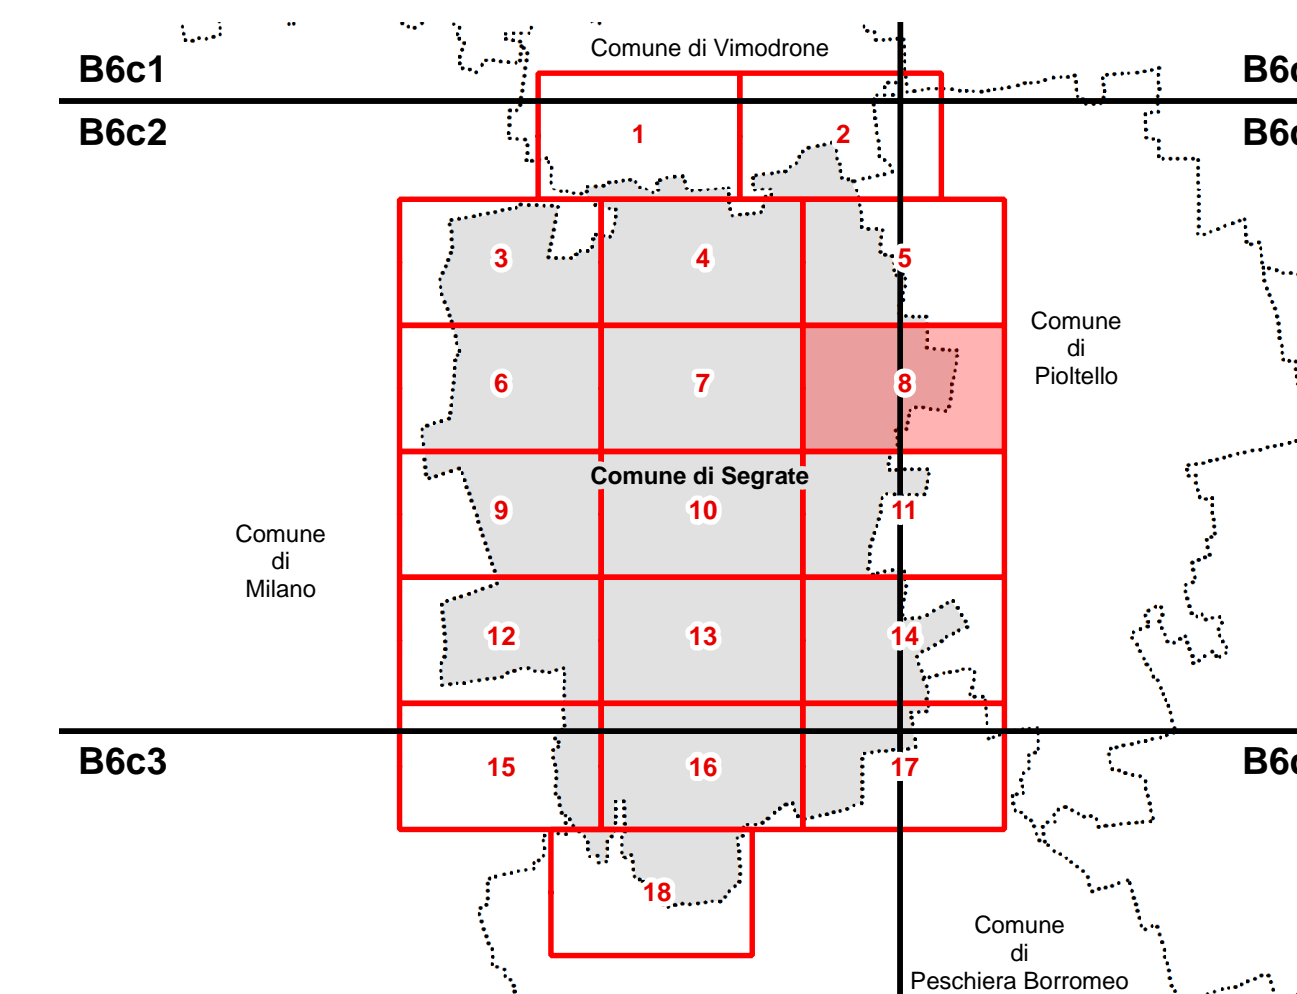 Comune di Vimodrone
B6c1
B6c2
1
2
3
4
5
Comune
di
Pioltello
6
7
8
Comune di Segrate
9
10
11
Comune
di
Milano
12
13
14
B6c3
15
16
17
18
Comune
di
Peschiera Borromeo